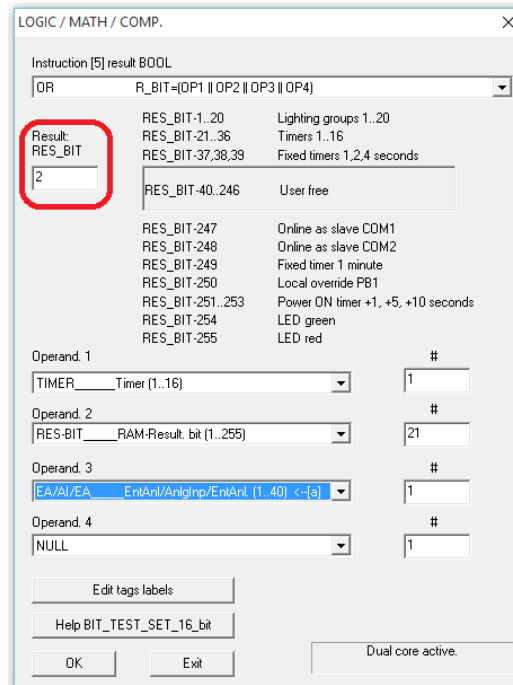 LOGIC / MATH / COMP.
Instruction [5] result BOOL
OR R_BIT=(OP1 || OP2 || OP3 || OP4)
Result:
RES_BIT
2
RES_BIT-1..20 Lighting groups 1..20
RES_BIT-21..36 Timers 1..16
RES_BIT-37,38,39 Fixed timers 1,2,4 seconds
RES_BIT-40..246 User free
RES_BIT-247 Online as slave COM1
RES_BIT-248 Online as slave COM2
RES_BIT-249 Fixed timer 1 minute
RES_BIT-250 Local override PB1
RES_BIT-251..253 Power ON timer +1, +5, +10 seconds
RES_BIT-254 LED green
RES_BIT-255 LED red
Operand. 1 #
TIMER______Timer (1..16) 1
Operand. 2 #
RES-BIT_____RAM-Result. bit (1..255) 21
Operand. 3 #
EA/AI/EA_____EntAnl/AnlgInp/EntAnl. (1..40) <--[a] 1
Operand. 4 #
NULL 1
Edit tags labels
Help BIT_TEST_SET_16_bit
OK Exit Dual core active.